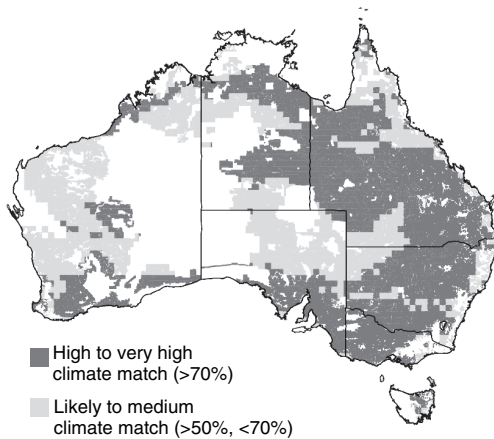 High to very high
climate match (>70%)
Likely to medium
climate match (>50%, <70%)